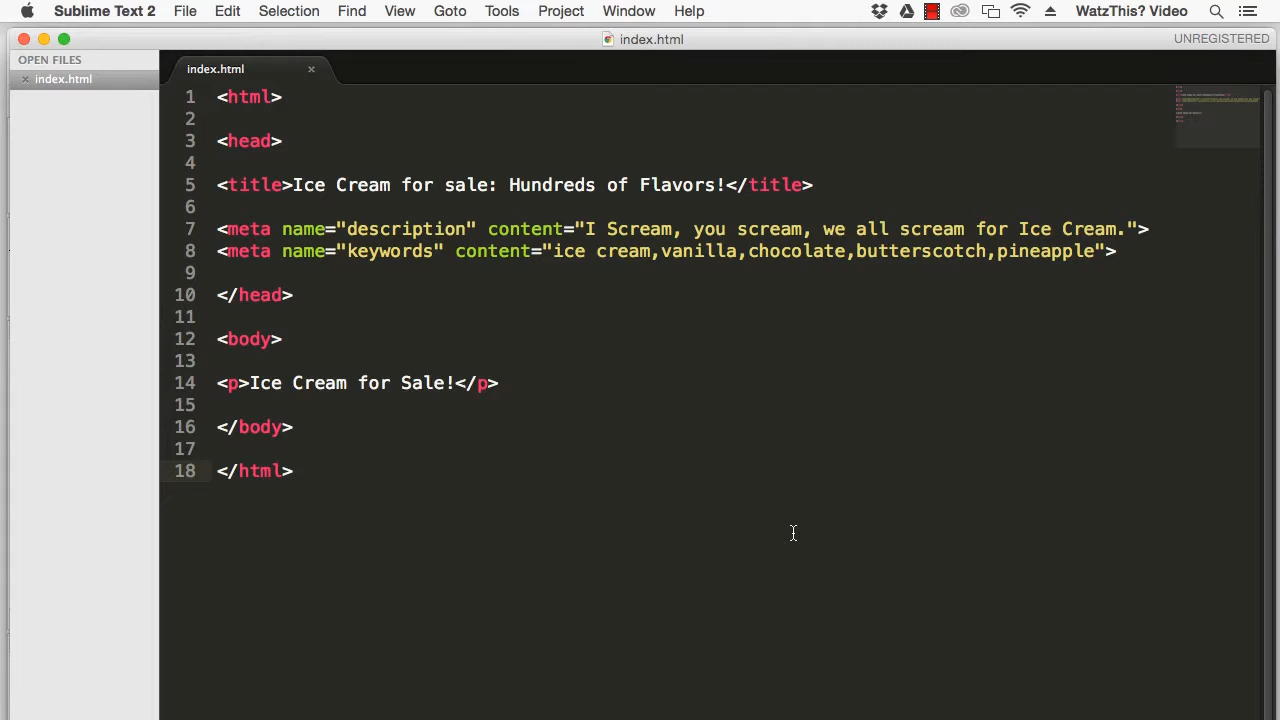 Sublime Text 2 File Edit Selection Find View Goto Tools Project Window Help WatzThis? Video
index.html UNREGISTERED
OPEN FILES
index.html
index.html
1 <html>
2
3 <head>
4
5 <title>Ice Cream for sale: Hundreds of Flavors!</title>
6
7 <meta name="description" content="I Scream, you scream, we all scream for Ice Cream.">
8 <meta name="keywords" content="ice cream,vanilla,chocolate,butterscotch,pineapple">
9
10 </head>
11
12 <body>
13
14 <p>Ice Cream for Sale!</p>
15
16 </body>
17
18 </html>